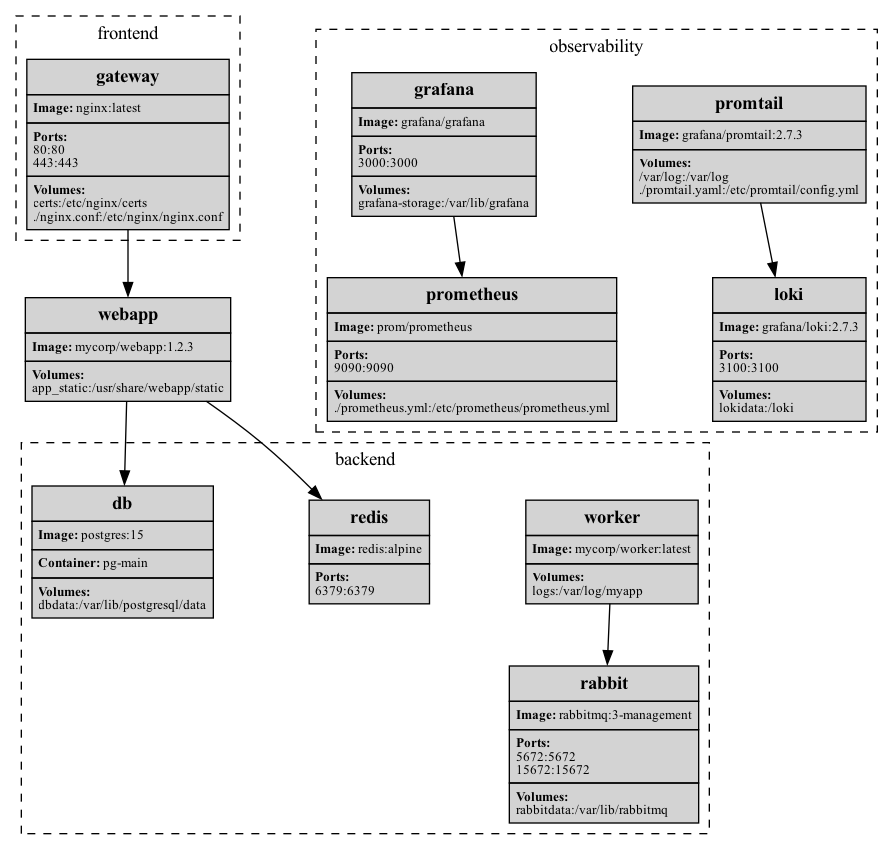 frontend
gateway
Image: nginx:latest
Ports:
80:80
443:443
Volumes:
certs:/etc/nginx/certs
./nginx.conf:/etc/nginx/nginx.conf
observability
grafana
Image: grafana/grafana
Ports:
3000:3000
Volumes:
grafana-storage:/var/lib/grafana
promtail
Image: grafana/promtail:2.7.3
Volumes:
/var/log:/var/log
./promtail.yaml:/etc/promtail/config.yml
webapp
Image: mycorp/webapp:1.2.3
Volumes:
app_static:/usr/share/webapp/static
prometheus
Image: prom/prometheus
Ports:
9090:9090
Volumes:
./prometheus.yml:/etc/prometheus/prometheus.yml
loki
Image: grafana/loki:2.7.3
Ports:
3100:3100
Volumes:
lokidata:/loki
backend
db
Image: postgres:15
Container: pg-main
Volumes:
dbdata:/var/lib/postgresql/data
redis
Image: redis:alpine
Ports:
6379:6379
worker
Image: mycorp/worker:latest
Volumes:
logs:/var/log/myapp
rabbit
Image: rabbitmq:3-management
Ports:
5672:5672
15672:15672
Volumes:
rabbitdata:/var/lib/rabbitmq